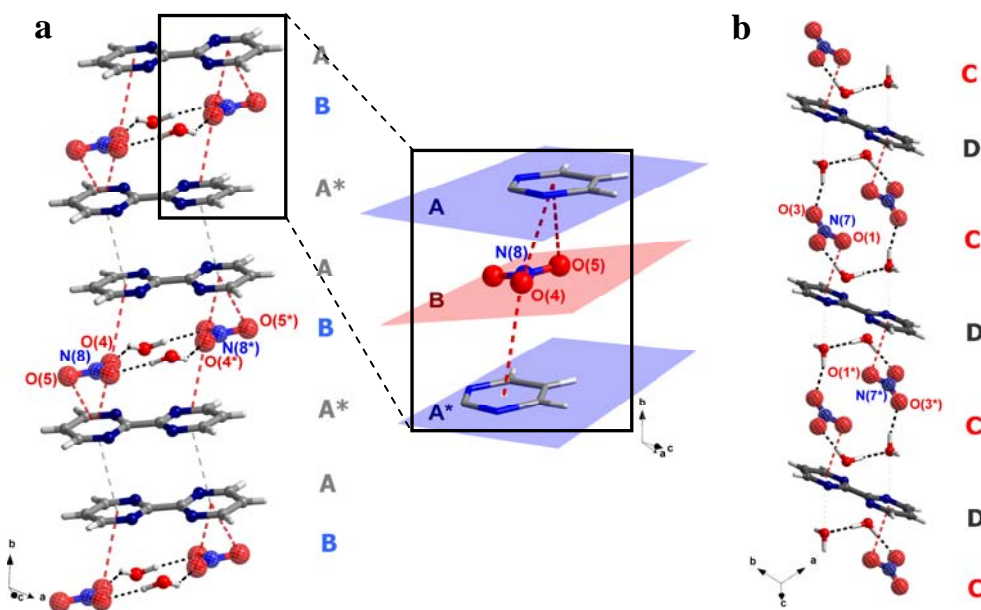 a
A
B
A*
A
B
A*
A
B
O(5*)
N(8*)
O(4*)
O(4)
N(8)
O(5)
b
c
a
A
N(8)
O(5)
B
O(4)
A*
b
c
a
b
C
D
C
D
C
D
C
O(3)
N(7)
O(1)
O(1*)
N(7*)
O(3*)
b
a
c